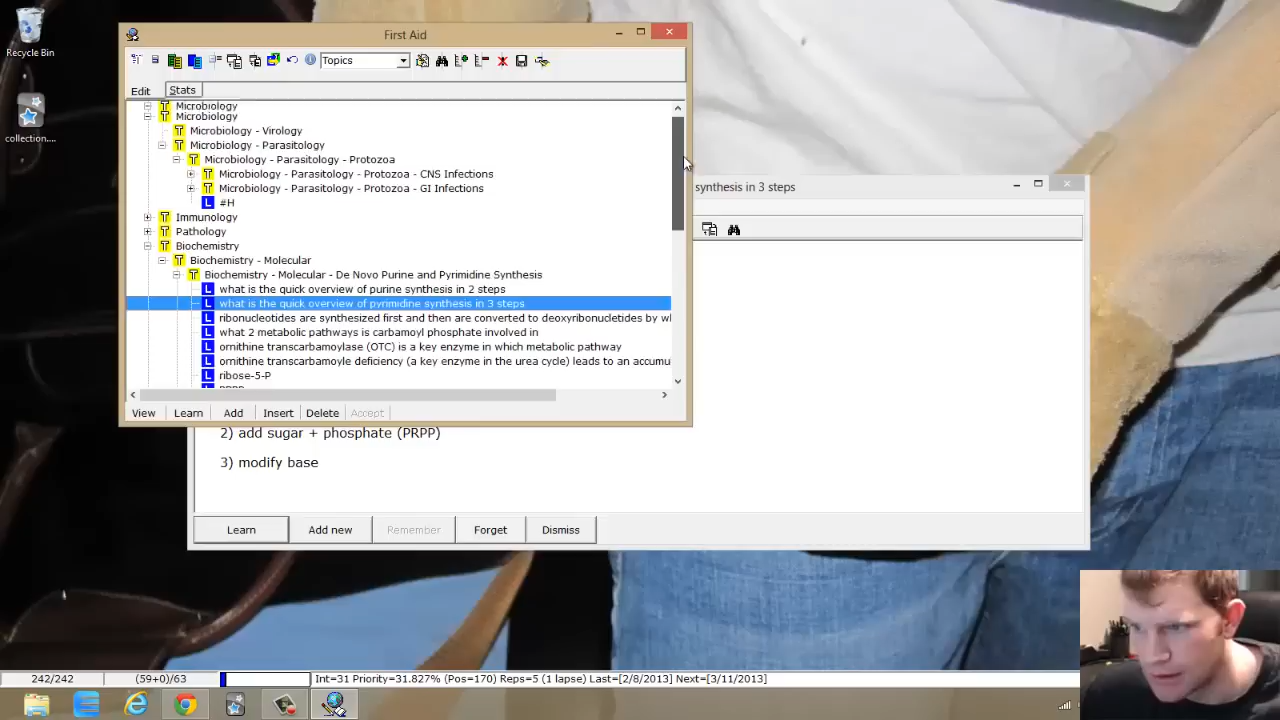 Recycle Bin
collection....
First Aid
Topics
Edit
Stats
Microbiology
Microbiology
Microbiology - Virology
Microbiology - Parasitology
Microbiology - Parasitology - Protozoa
Microbiology - Parasitology - Protozoa - CNS Infections
Microbiology - Parasitology - Protozoa - GI Infections
#H
Immunology
Pathology
Biochemistry
Biochemistry - Molecular
Biochemistry - Molecular - De Novo Purine and Pyrimidine Synthesis
what is the quick overview of purine synthesis in 2 steps
what is the quick overview of pyrimidine synthesis in 3 steps
ribonucleotides are synthesized first and then are converted to deoxyribonucletides by
what 2 metabolic pathways is carbamoyl phosphate involved in
ornithine transcarbamoylase (OTC) is a key enzyme in which metabolic pathway
ornithine transcarbamoyle deficiency (a key enzyme in the urea cycle) leads to an accumu
ribose-5-P
View Learn Add Insert Delete Accept
synthesis in 3 steps
2) add sugar + phosphate (PRPP)
3) modify base
Learn Add new Remember Forget Dismiss
242/242 (59+0)/63 Int=31 Priority=31.827% (Pos=170) Reps=5 (1 lapse) Last=[2/8/2013] Next=[3/11/2013]